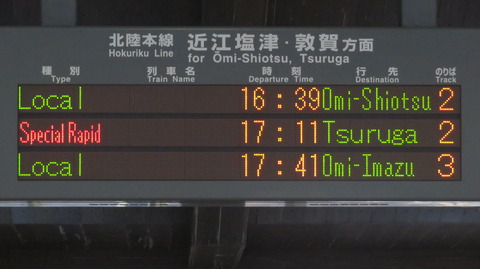 北陸本線 近江塩津・敦賀方面
Hokuriku Line for Ōmi-Shiotsu, Tsuruga
種別 列車名 時刻 行先 のりば
Type Train Name Departure Time Destination Track
Local 16:39 Omi-Shiotsu 2
Special Rapid 17:11 Tsuruga 2
Local 17:41 Omi-Imazu 3